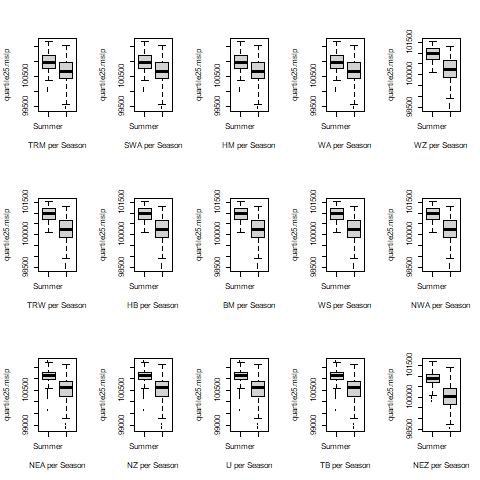 quartile25.mslp
99500
100500
Summer
TRM per Season
quartile25.mslp
99500
100500
Summer
SWA per Season
quartile25.mslp
99500
100500
Summer
HM per Season
quartile25.mslp
99500
100500
Summer
WA per Season
quartile25.mslp
98500
100000
101500
Summer
WZ per Season
quartile25.mslp
98500
100000
101500
Summer
TRW per Season
quartile25.mslp
98500
100000
101500
Summer
HB per Season
quartile25.mslp
98500
100000
101500
Summer
BM per Season
quartile25.mslp
98500
100000
101500
Summer
WS per Season
quartile25.mslp
98500
100000
101500
Summer
NWA per Season
quartile25.mslp
99000
100500
Summer
NEA per Season
quartile25.mslp
99000
100500
Summer
NZ per Season
quartile25.mslp
99000
100500
Summer
U per Season
quartile25.mslp
99000
100500
Summer
TB per Season
quartile25.mslp
98500
100000
101500
Summer
NEZ per Season